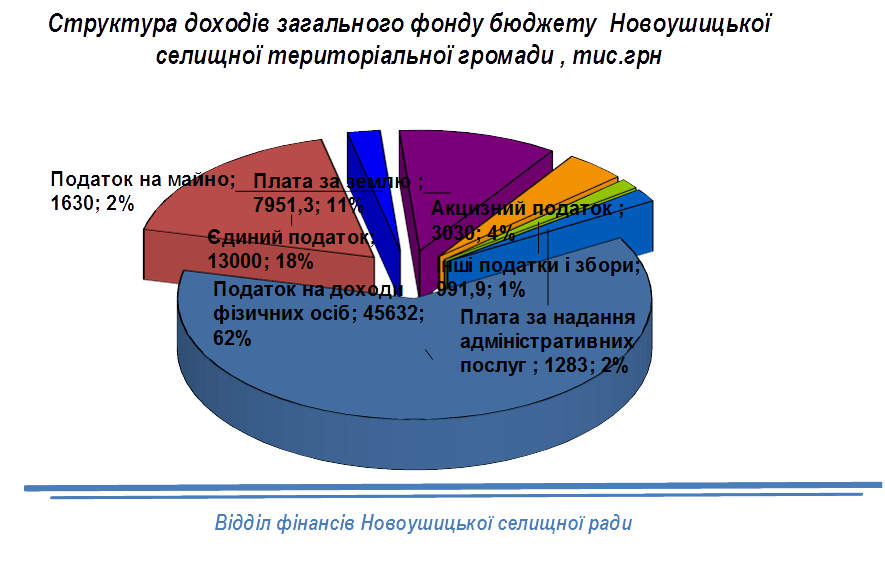 Структура доходів загального фонду бюджету Новоушицької
селищної територіальної громади , тис.грн
Податок на майно;
1630; 2%
Плата за землю ;
7951,3; 11%
Акцизний податок ;
3030; 4%
Єдиний податок;
13000; 18%
Інші податки і збори;
991,9; 1%
Податок на доходи
фізичних осіб; 45632;
62%
Плата за надання
адміністративних
послуг ; 1283; 2%
Відділ фінансів Новоушицької селищної ради